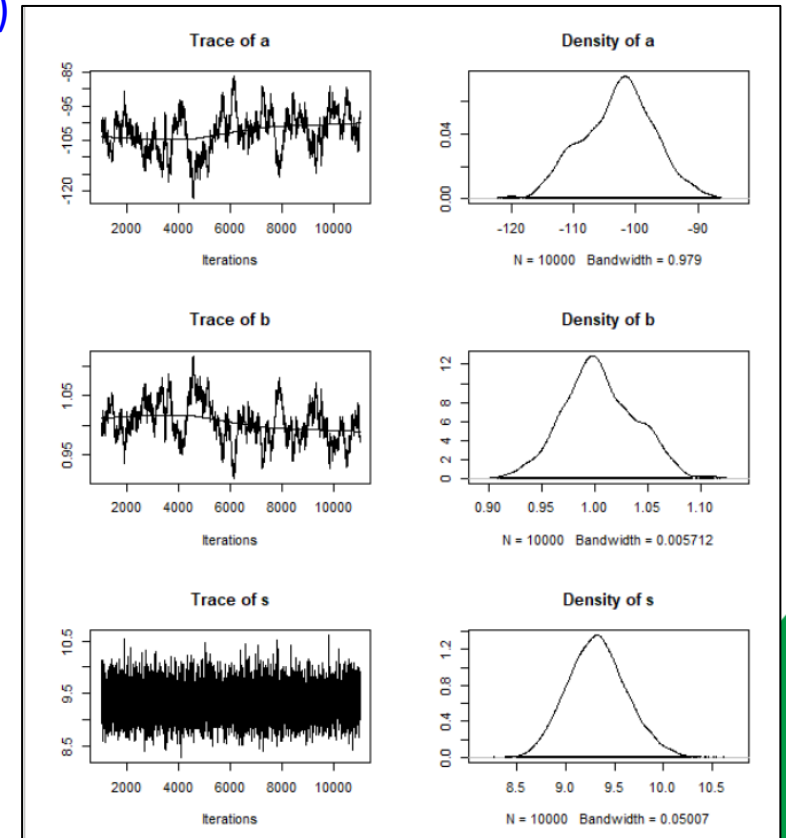 )
Trace of a
Density of a
-85
-95
-105
-120
2000 4000 6000 8000 10000
Iterations
0.04
0.00
-120 -110 -100 -90
N = 10000 Bandwidth = 0.979
Trace of b
Density of b
1.05
0.95
2000 4000 6000 8000 10000
Iterations
12
8
6
4
2
0
0.90 0.95 1.00 1.05 1.10
N = 10000 Bandwidth = 0.005712
Trace of s
Density of s
10.5
9.5
8.5
2000 4000 6000 8000 10000
Iterations
1.2
0.8
0.4
0.0
8.5 9.0 9.5 10.0 10.5
N = 10000 Bandwidth = 0.05007